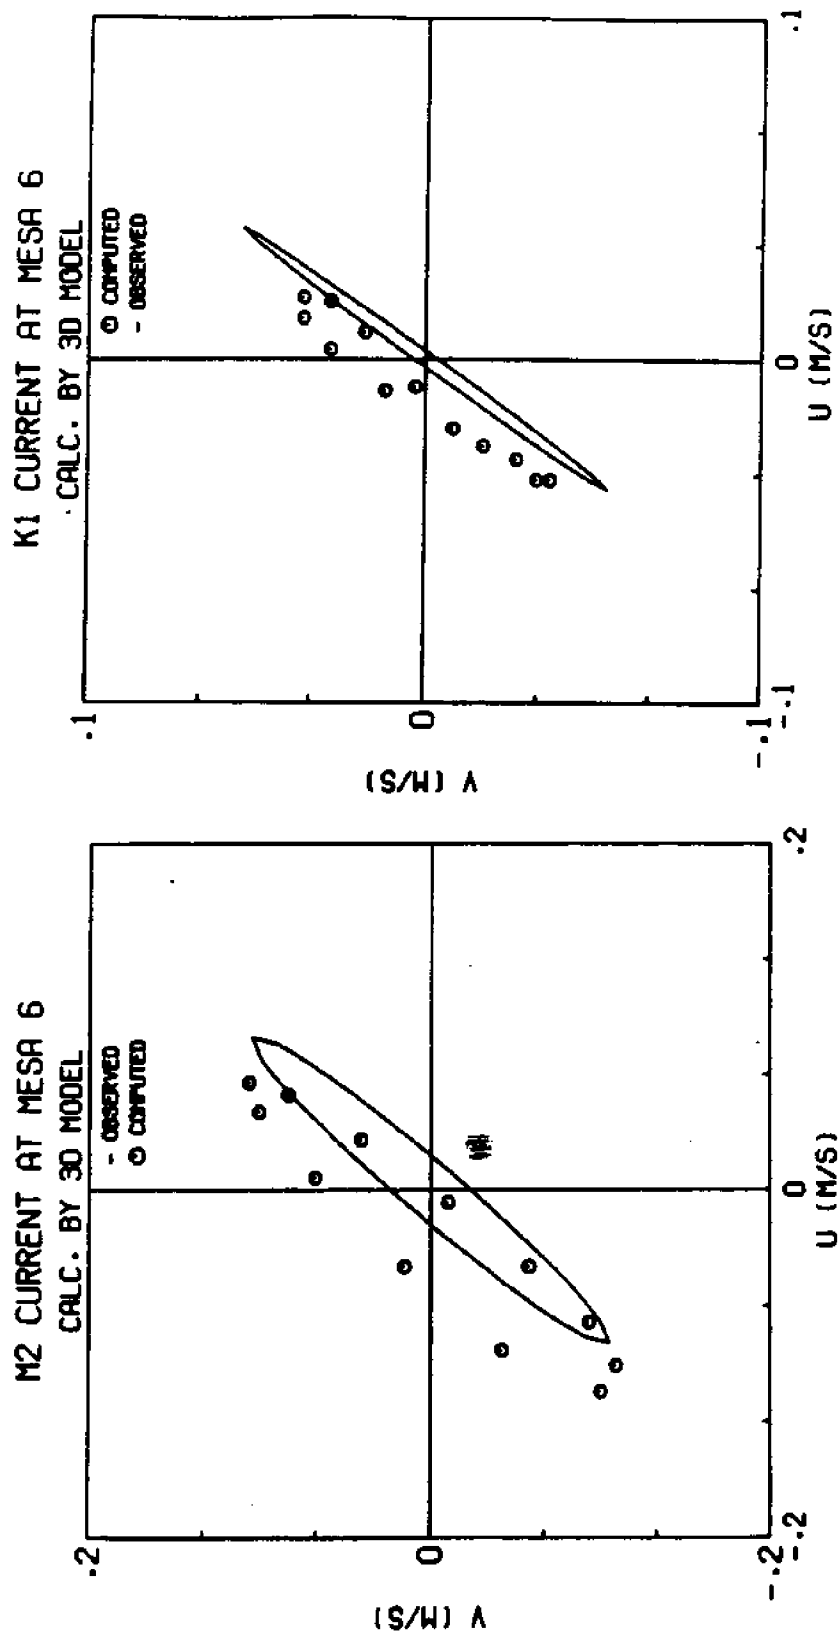 M2 CURRENT AT MESA 6
CALC. BY 3D MODEL
- OBSERVED
⊙ COMPUTED
.2
0
-.2
V (M/S)
-.2
0
.2
U (M/S)
K1 CURRENT AT MESA 6
CALC. BY 3D MODEL
⊙ COMPUTED
- OBSERVED
.1
0
-.1
V (M/S)
-.1
0
.1
U (M/S)